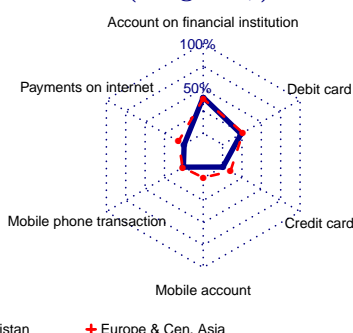 Account on financial institution
100%
50%
Payments on internet
Debit card
Mobile phone transaction
Credit card
Mobile account
Europe & Cen. Asia